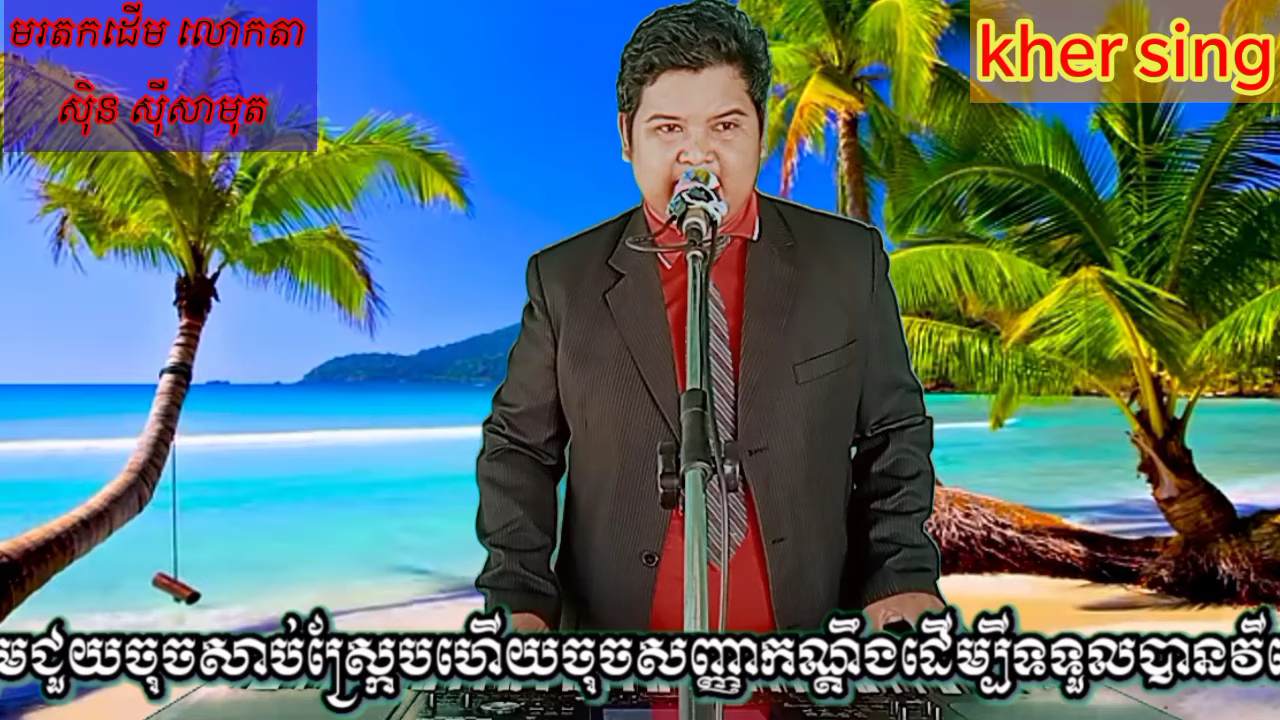 មរតកដើម លោកតា
ស៊ិន ស៊ីសាមុត
kher sing
មជួយចុចសាប់ស្ក្រែបហើយចុចសញ្ញាកណ្ដឹងដើម្បីទទួលបានវីដេ